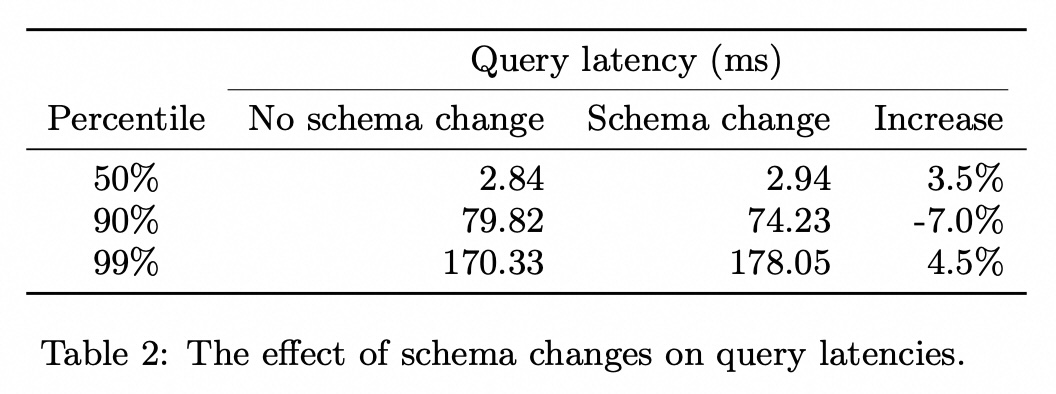 Query latency (ms)
Percentile No schema change Schema change Increase
50% 2.84 2.94 3.5%
90% 79.82 74.23 -7.0%
99% 170.33 178.05 4.5%
Table 2: The effect of schema changes on query latencies.